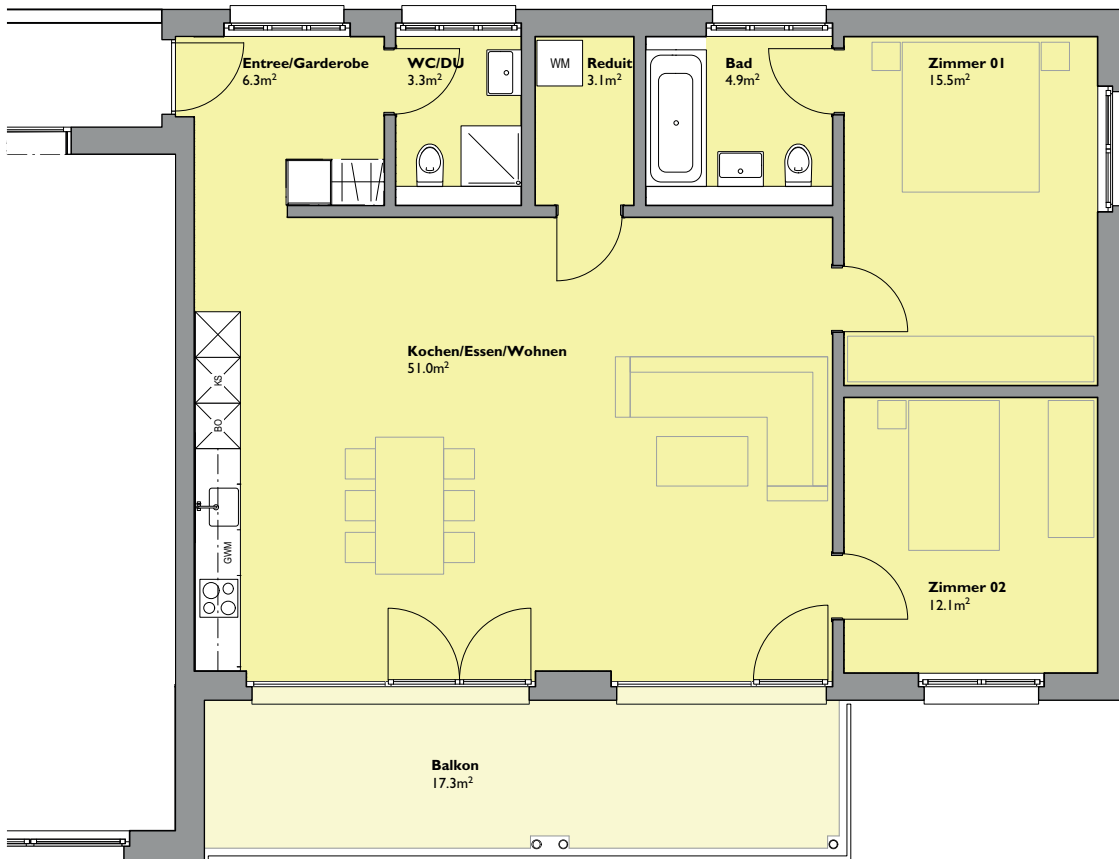 Entree/Garderobe
6.3m²
WC/DU
3.3m²
WM
Reduit
3.1m²
Bad
4.9m²
Zimmer 01
15.5m²
Kochen/Essen/Wohnen
51.0m²
KS
BO
GWM
Zimmer 02
12.1m²
Balkon
17.3m²